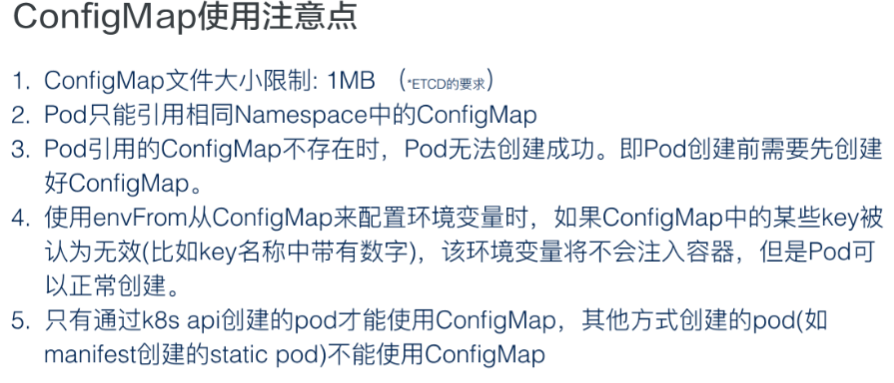 ConfigMap使用注意点
1. ConfigMap文件大小限制: 1MB （*ETCD的要求）
2. Pod只能引用相同Namespace中的ConfigMap
3. Pod引用的ConfigMap不存在时，Pod无法创建成功。即Pod创建前需要先创建
好ConfigMap。
4. 使用envFrom从ConfigMap来配置环境变量时，如果ConfigMap中的某些key被
认为无效(比如key名称中带有数字)，该环境变量将不会注入容器，但是Pod可
以正常创建。
5. 只有通过k8s api创建的pod才能使用ConfigMap，其他方式创建的pod(如
manifest创建的static pod)不能使用ConfigMap